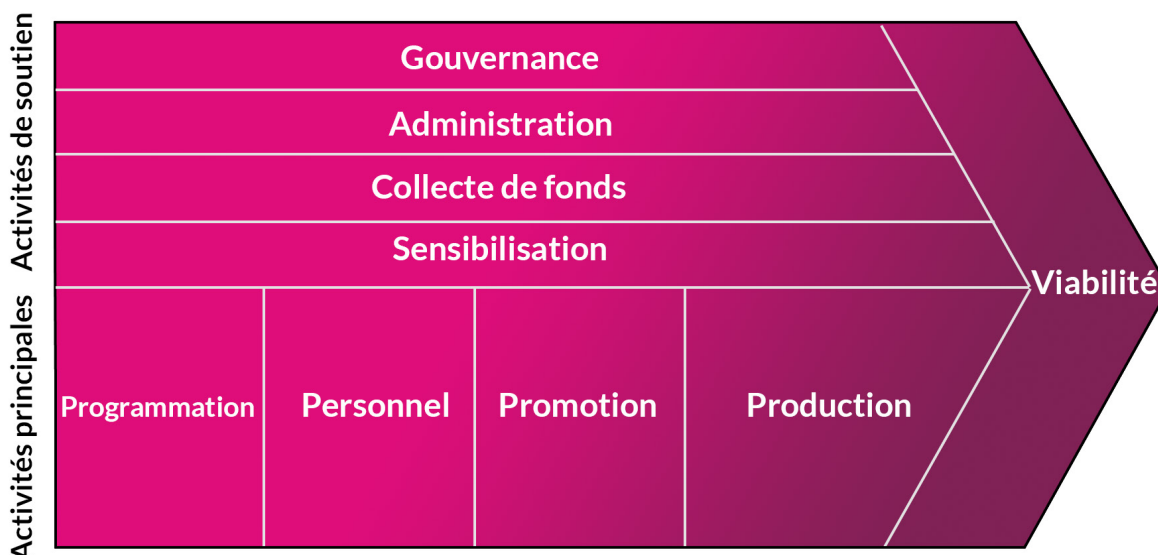 Activités de soutien
Gouvernance
Administration
Collecte de fonds
Sensibilisation
Viabilité
Activités principales
Programmation
Personnel
Promotion
Production